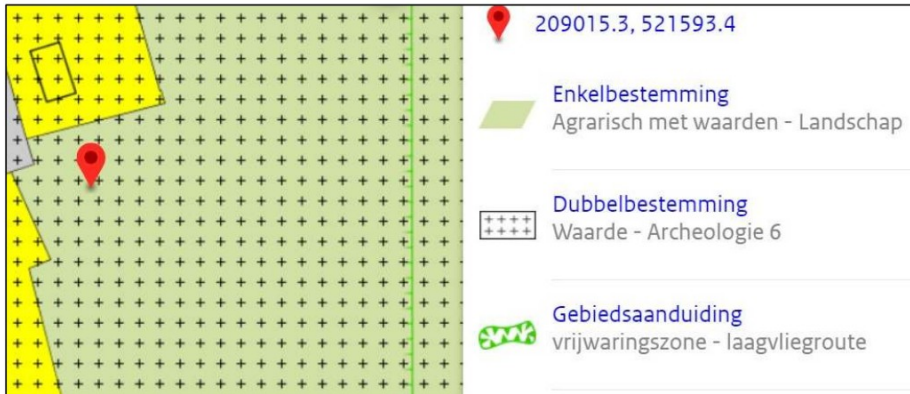 209015.3, 521593.4
Enkelbestemming
Agrarisch met waarden - Landschap
Dubbelbestemming
Waarde - Archeologie 6
Gebiedsaanduiding
vrijwaringszone - laagvliegroute